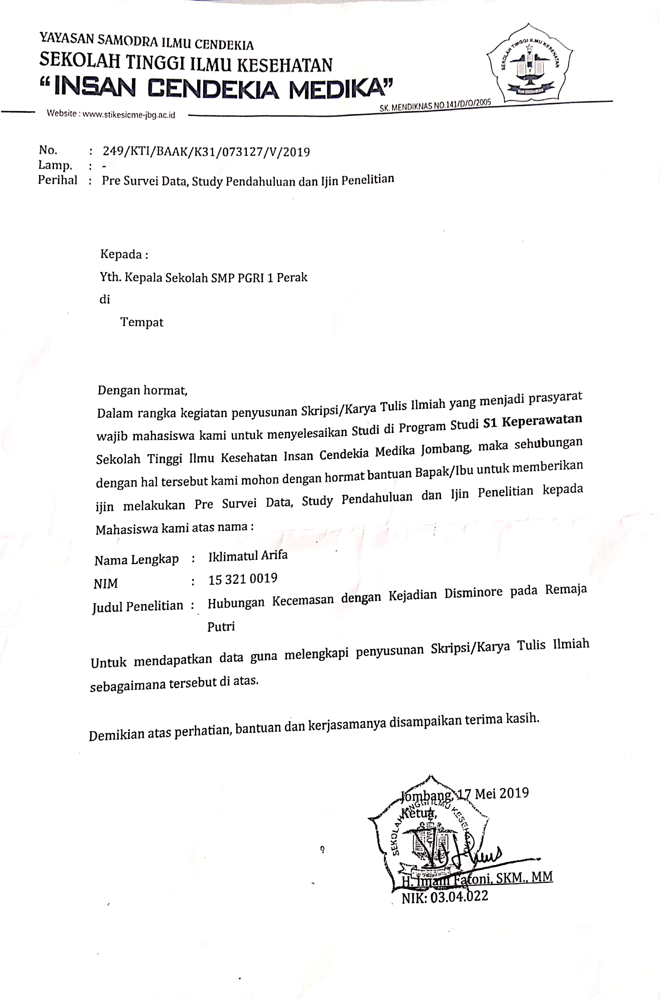 YAYASAN SAMODRA ILMU CENDEKIA
SEKOLAH TINGGI ILMU KESEHATAN
“INSAN CENDEKIA MEDIKA”
SEKOLAH TINGGI ILMU KESEHATAN
INSAN CENDEKIA MEDIKA
SK. MENDIKNAS NO.141/D/O/2005
Website : www.stikesicme-jbg.ac.id
No. : 249/KTI/BAAK/K31/073127/V/2019
Lamp. : -
Perihal : Pre Survei Data, Study Pendahuluan dan Ijin Penelitian
Kepada :
Yth. Kepala Sekolah SMP PGRI 1 Perak
di
Tempat
Dengan hormat,
Dalam rangka kegiatan penyusunan Skripsi/Karya Tulis Ilmiah yang menjadi prasyarat
wajib mahasiswa kami untuk menyelesaikan Studi di Program Studi S1 Keperawatan
Sekolah Tinggi Ilmu Kesehatan Insan Cendekia Medika Jombang, maka sehubungan
dengan hal tersebut kami mohon dengan hormat bantuan Bapak/Ibu untuk memberikan
ijin melakukan Pre Survei Data, Study Pendahuluan dan Ijin Penelitian kepada
Mahasiswa kami atas nama :
Nama Lengkap : Iklimatul Arifa
NIM : 15 321 0019
Judul Penelitian : Hubungan Kecemasan dengan Kejadian Disminore pada Remaja
Putri
Untuk mendapatkan data guna melengkapi penyusunan Skripsi/Karya Tulis Ilmiah
sebagaimana tersebut di atas.
Demikian atas perhatian, bantuan dan kerjasamanya disampaikan terima kasih.
Jombang, 17 Mei 2019
Ketua,
SEKOLAH TINGGI ILMU KESEHATAN
H. Imam Fatoni, SKM., MM
NIK: 03.04.022